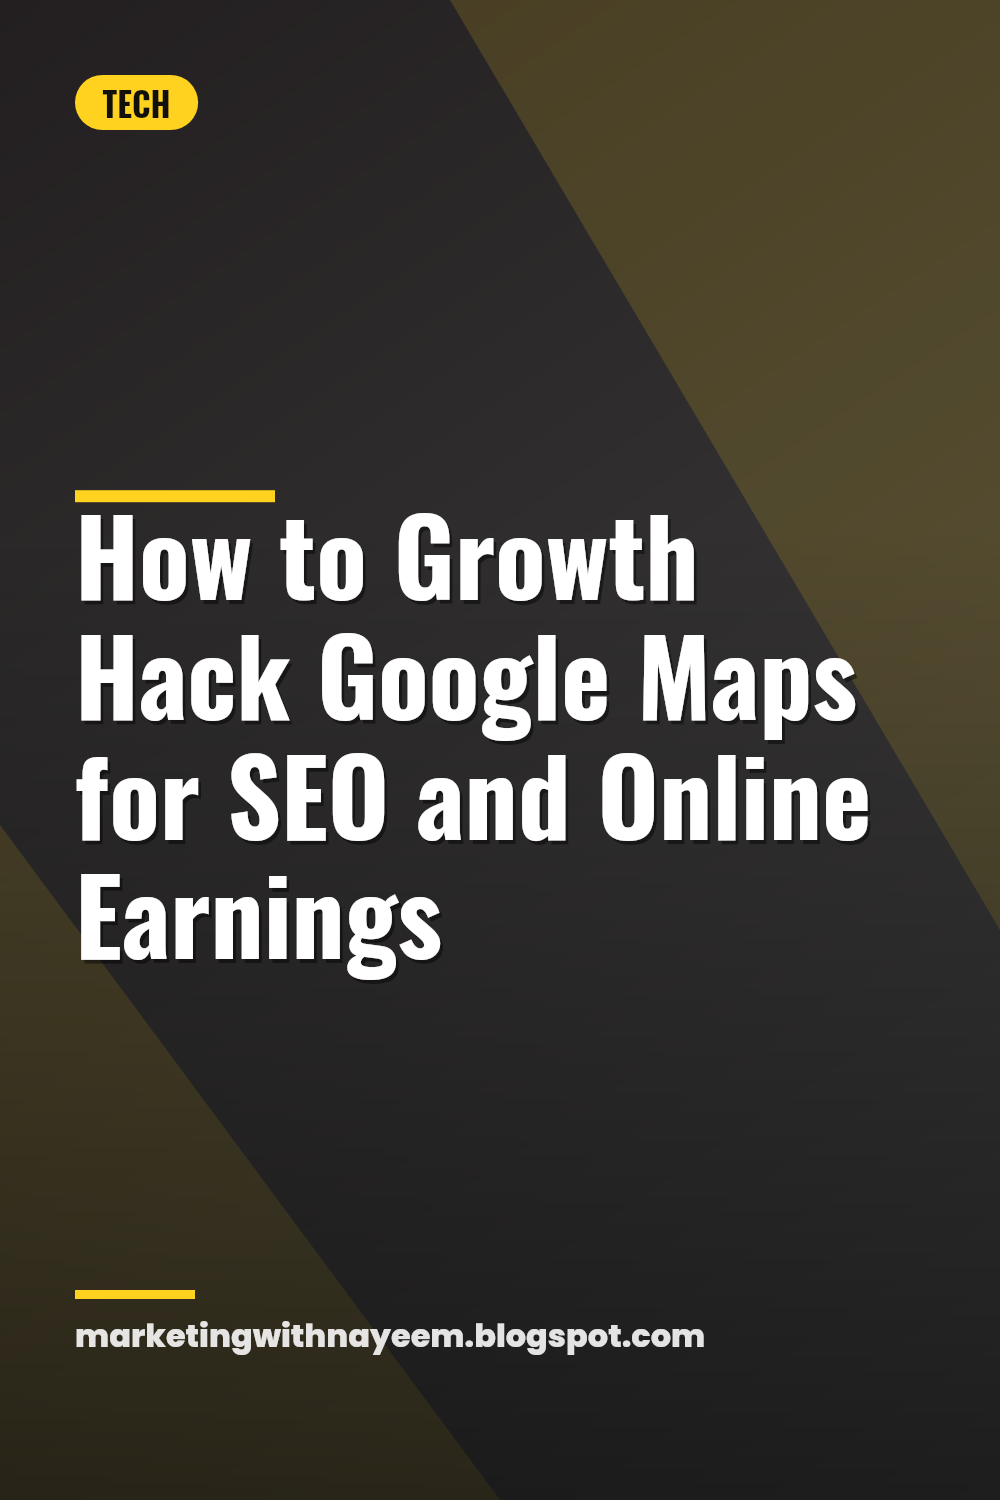 TECH
How to Growth
Hack Google Maps
for SEO and Online
Earnings
marketingwithnayeem.blogspot.com